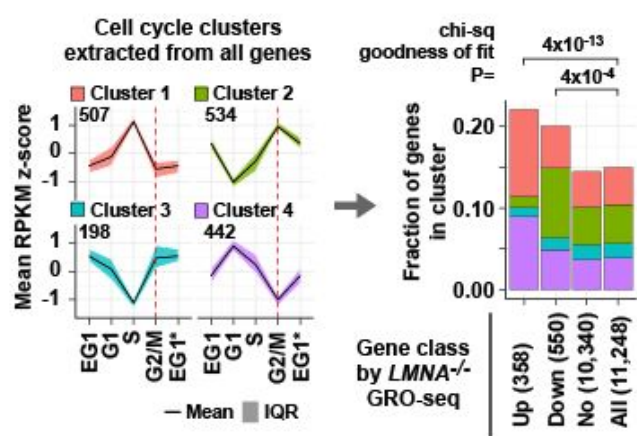 Cell cycle clusters
extracted from all genes
Cluster 1
Cluster 2
507
534
1
0
-1
Cluster 3
Cluster 4
198
442
1
0
-1
Mean RPKM z-score
EG1
G1
S
G2/M
EG1*
EG1
G1
S
G2/M
EG1*
Mean
IQR
chi-sq
goodness of fit
P=
4x10-13
4x10-4
Fraction of genes
in cluster
0.20
0.10
0.00
Gene class
by LMNA-/-
GRO-seq
Up (358)
Down (550)
No (10,340)
All (11,248)